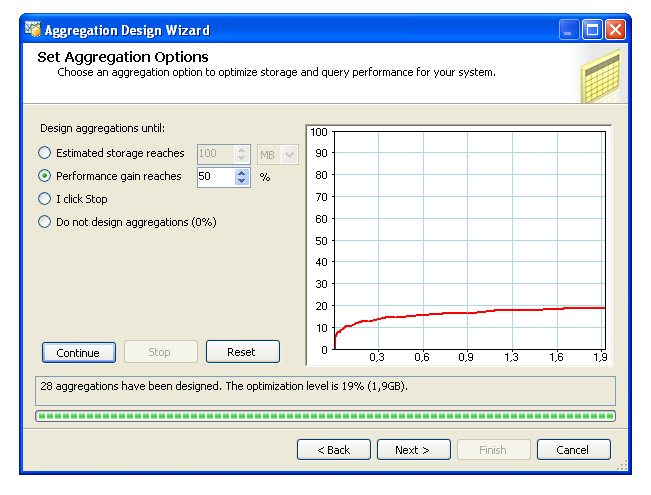 Aggregation Design Wizard
Set Aggregation Options
Choose an aggregation option to optimize storage and query performance for your system.
Design aggregations until:
Estimated storage reaches 100 MB
Performance gain reaches 50 %
I click Stop
Do not design aggregations (0%)
100
90
80
70
60
50
40
30
20
10
0
0,3 0,6 0,9 1,3 1,6 1,9
Continue Stop Reset
28 aggregations have been designed. The optimization level is 19% (1,9GB).
< Back Next > Finish Cancel